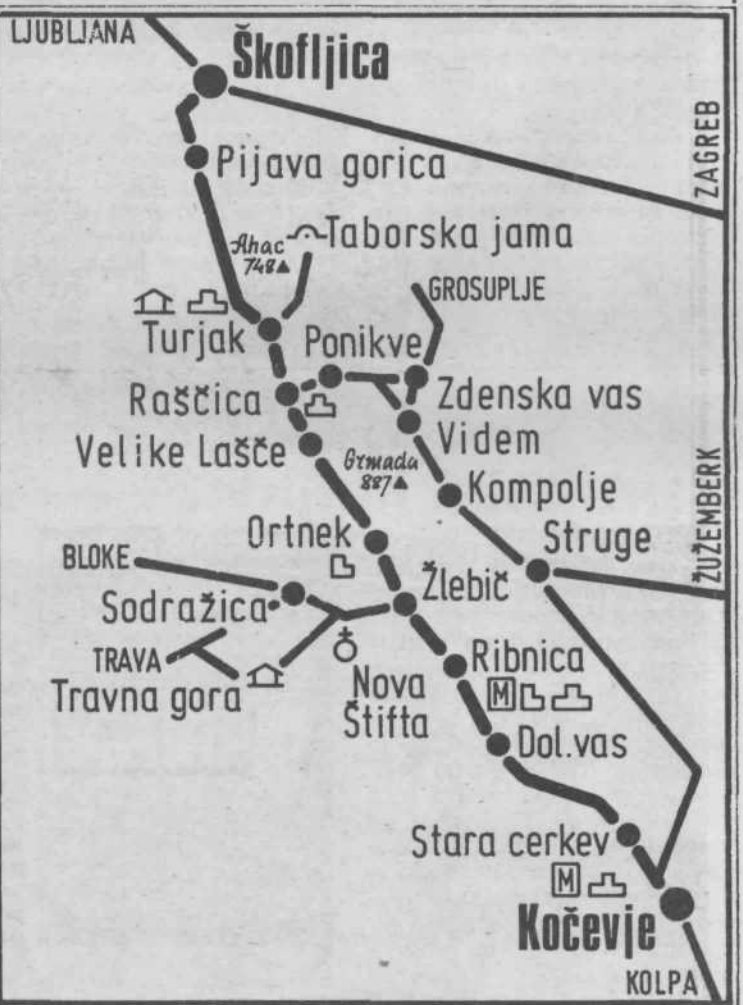 LJUBLJANA
Škofljica
ZAGREB
Pijava gorica
Ahac
748
Taborska jama
GROSUPLJE
Turjak
Ponikve
Raščica
Zdenska vas
Velike Lašče
Videm
Grmada
887
Kompolje
ŽUŽEMBERK
Ortnek
Struge
BLOKE
Sodražica
Žlebič
TRAVA
Travna gora
Nova
Štifta
Ribnica
M
Dol.vas
Stara cerkev
M
Kočevje
KOLPA